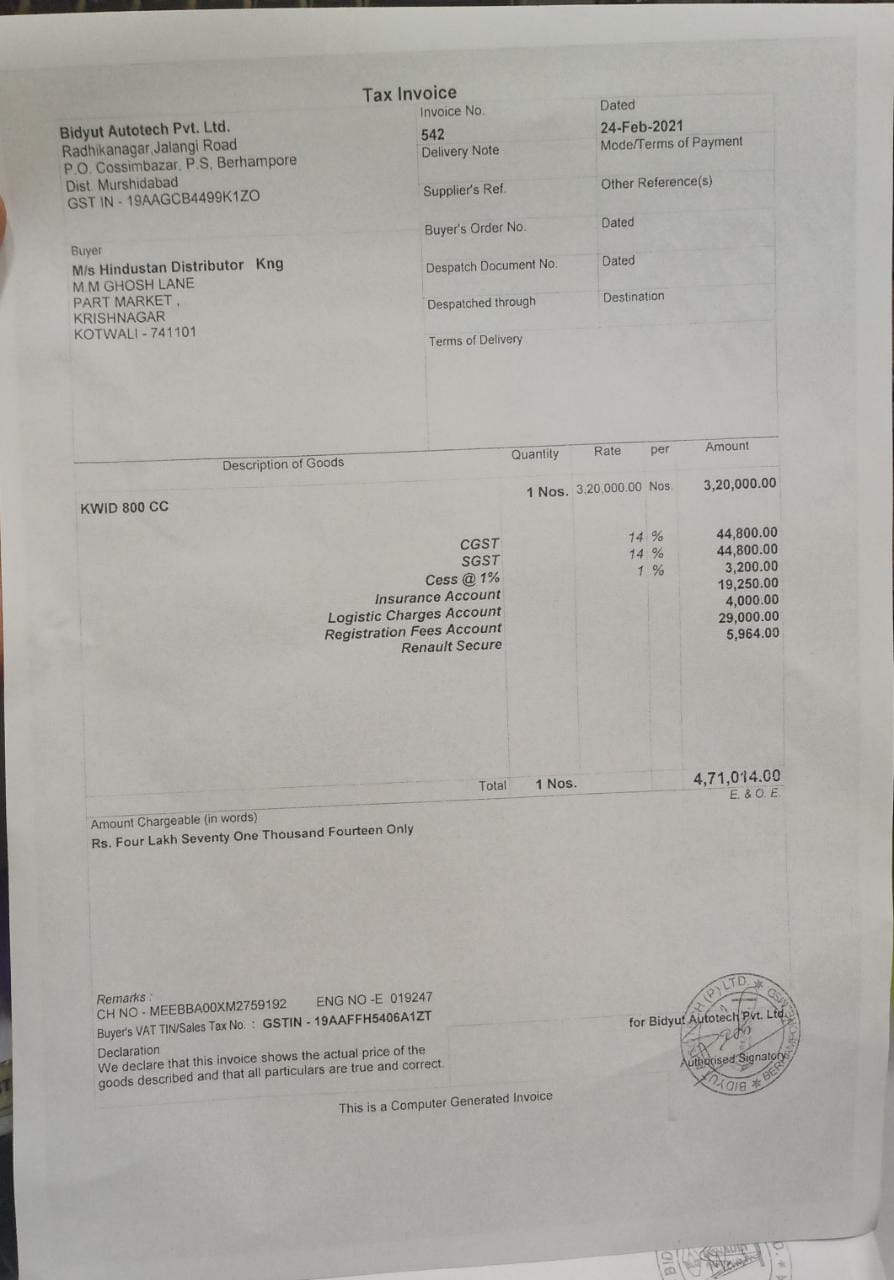 Tax Invoice
Bidyut Autotech Pvt. Ltd.
Radhikanagar,Jalangi Road
P.O. Cossimbazar, P.S, Berhampore
Dist. Murshidabad
GST IN - 19AAGCB4499K1ZO
Invoice No. Dated
542 24-Feb-2021
Delivery Note Mode/Terms of Payment
Supplier's Ref. Other Reference(s)
Buyer
M/s Hindustan Distributor Kng
M.M GHOSH LANE
PART MARKET ,
KRISHNAGAR
KOTWALI - 741101
Buyer's Order No. Dated
Despatch Document No. Dated
Despatched through Destination
Terms of Delivery
Description of Goods Quantity Rate per Amount
KWID 800 CC 1 Nos. 3,20,000.00 Nos. 3,20,000.00
CGST 14 % 44,800.00
SGST 14 % 44,800.00
Cess @ 1% 1 % 3,200.00
Insurance Account 19,250.00
Logistic Charges Account 4,000.00
Registration Fees Account 29,000.00
Renault Secure 5,964.00
Total 1 Nos. 4,71,014.00
E. & O. E.
Amount Chargeable (in words)
Rs. Four Lakh Seventy One Thousand Fourteen Only
Remarks :
CH NO - MEEBBA00XM2759192 ENG NO -E 019247
Buyer's VAT TIN/Sales Tax No. : GSTIN - 19AAFFH5406A1ZT
Declaration
We declare that this invoice shows the actual price of the
goods described and that all particulars are true and correct.
for Bidyut Autotech Pvt. Ltd.
Authorised Signatory
This is a Computer Generated Invoice